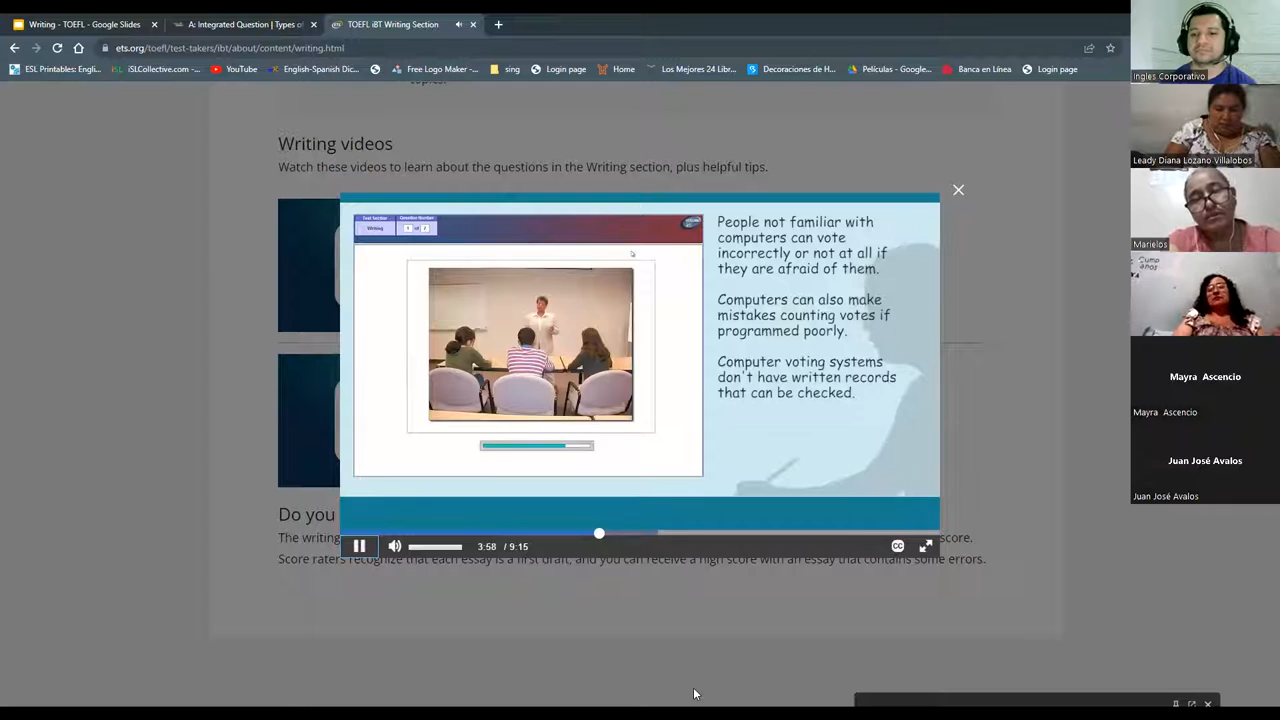 Writing - TOEFL - Google Slides
A: Integrated Question | Types of
TOEFL iBT Writing Section
ets.org/toefl/test-takers/ibt/about/content/writing.html
ESL Printables: Engli...
iSLCollective.com -...
YouTube
English-Spanish Dic...
Free Logo Maker -...
sing
Login page
Home
Los Mejores 24 Libr...
Decoraciones de H...
Películas - Google...
Banca en Línea
Login page
Writing videos
Watch these videos to learn about the questions in the Writing section, plus helpful tips.
Test Section
Writing
Question Number
of
People not familiar with
computers can vote
incorrectly or not at all if
they are afraid of them.
Computers can also make
mistakes counting votes if
programmed poorly.
Computer voting systems
don't have written records
that can be checked.
3:58 / 9:15
CC
Do you
The writing
score.
Score raters recognize that each essay is a first draft, and you can receive a high score with an essay that contains some errors.
Ingles Corporativo
Leady Diana Lozano Villalobos
Marielos
Mayra Ascencio
Mayra Ascencio
Juan José Avalos
Juan José Avalos